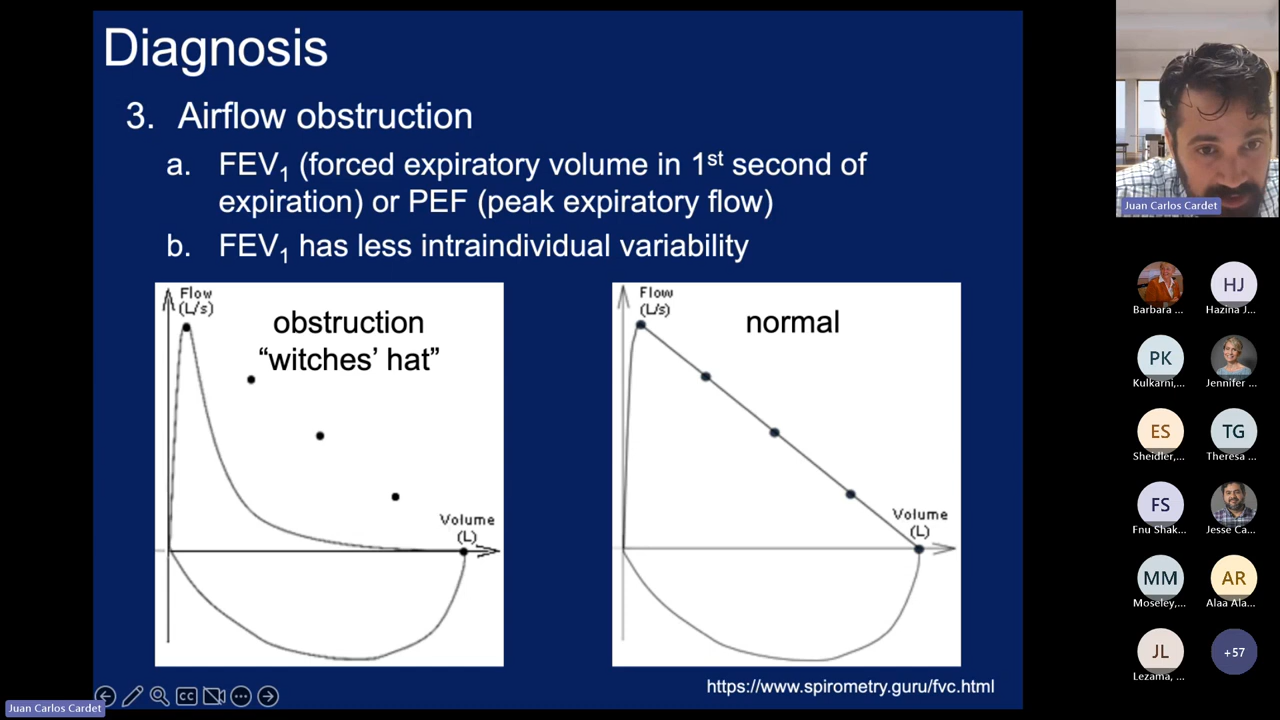 Diagnosis
3. Airflow obstruction
a. FEV1 (forced expiratory volume in 1st second of
expiration) or PEF (peak expiratory flow)
b. FEV1 has less intraindividual variability
Flow
(L/s)
obstruction
“witches’ hat”
Volume
(L)
Flow
(L/s)
normal
Volume
(L)
https://www.spirometry.guru/fvc.html
CC
Juan Carlos Cardet
Juan Carlos Cardet
Barbara ...
HJ
Hazina J...
PK
Kulkarni,...
Jennifer ...
ES
Sheidler,...
TG
Theresa ...
FS
Fnu Shak...
Jesse Ca...
MM
Moseley,...
AR
Alaa Ala...
JL
Lezama, ...
+57